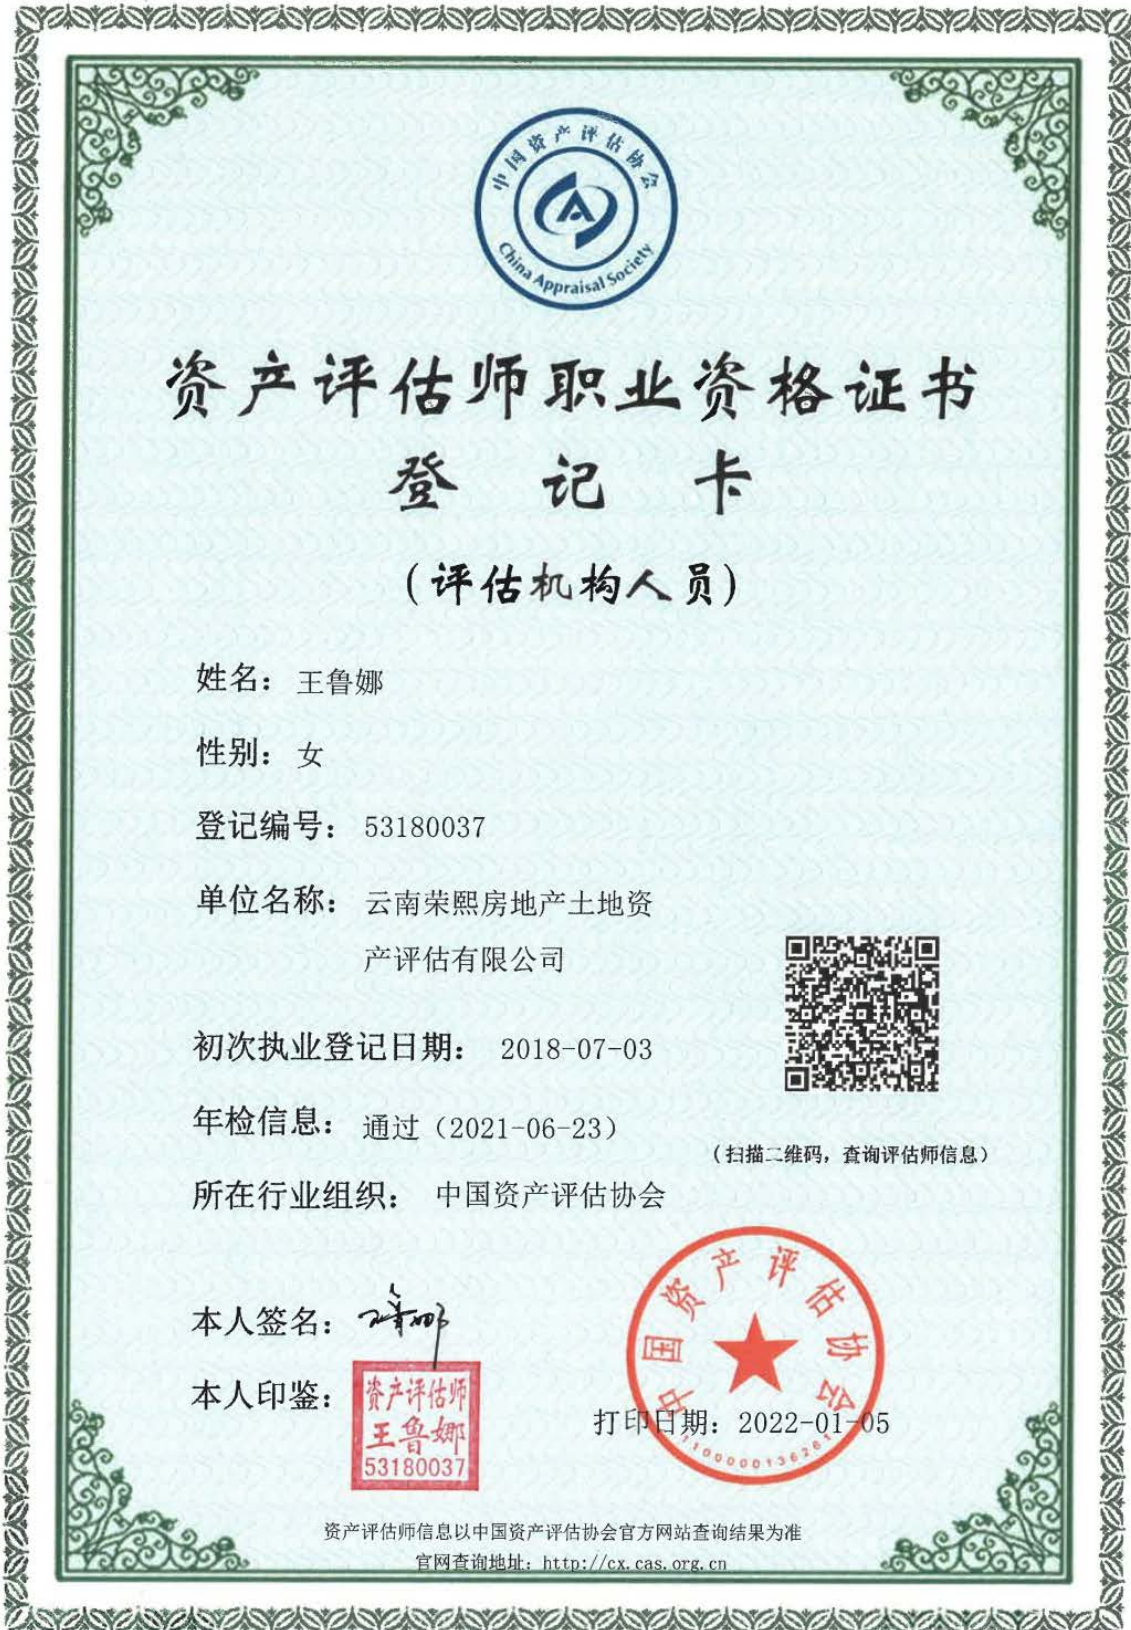 中国资产评估协会
China Appraisal Society
资产评估师职业资格证书
登记卡
(评估机构人员)
姓名：王鲁娜
性别：女
登记编号：53180037
单位名称：云南荣熙房地产土地资
产评估有限公司
初次执业登记日期：2018-07-03
年检信息：通过（2021-06-23）
（扫描二维码，查询评估师信息）
所在行业组织：中国资产评估协会
本人签名：王鲁娜
本人印鉴：
资产评估师
王鲁娜
53180037
中国资产评估协会
打印日期：2022-01-05
1100000136261
资产评估师信息以中国资产评估协会官方网站查询结果为准
官网查询地址：http://cx.cas.org.cn